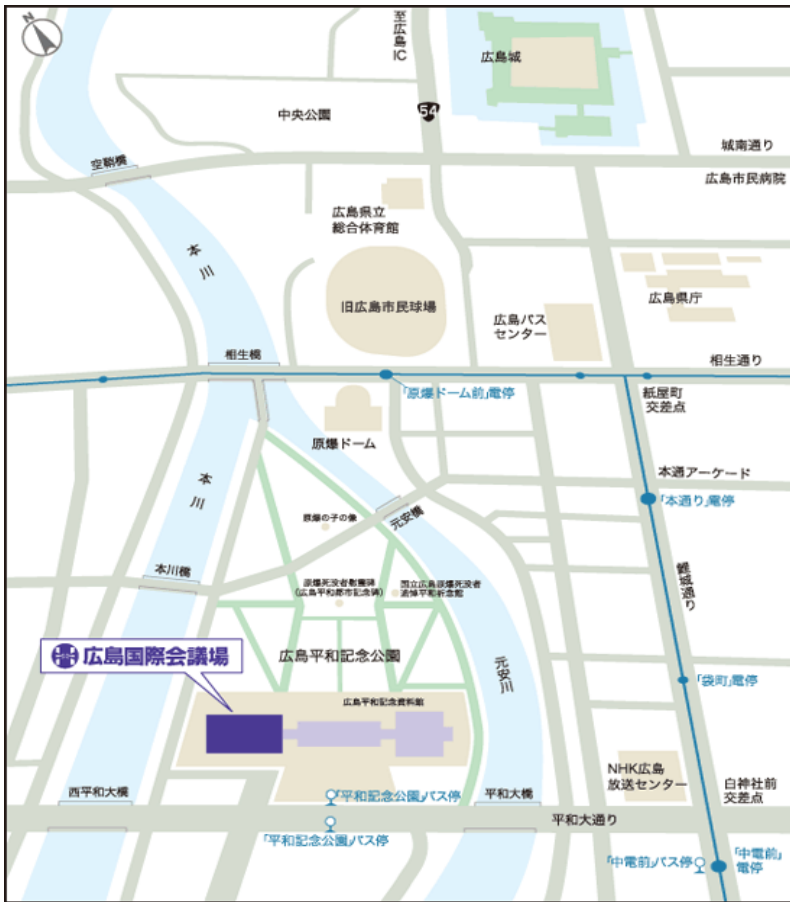 N
至広島IC
広島城
54
中央公園
城南通り
空鞘橋
広島市民病院
広島県立
総合体育館
本川
旧広島市民球場
広島県庁
広島バス
センター
相生橋
相生通り
「原爆ドーム前」電停
紙屋町
交差点
原爆ドーム
本通アーケード
本川
「本通り」電停
原爆の子の像
元安橋
本川橋
原爆死没者慰霊碑
(広島平和都市記念碑)
国立広島原爆死没者
追悼平和祈念館
鯉城通り
広島国際会議場
広島平和記念公園
元安川
「袋町」電停
広島平和記念資料館
NHK広島
放送センター
白神社前
交差点
西平和大橋
「平和記念公園」バス停
平和大橋
平和大通り
「平和記念公園」バス停
「中電前」バス停
「中電前」
電停